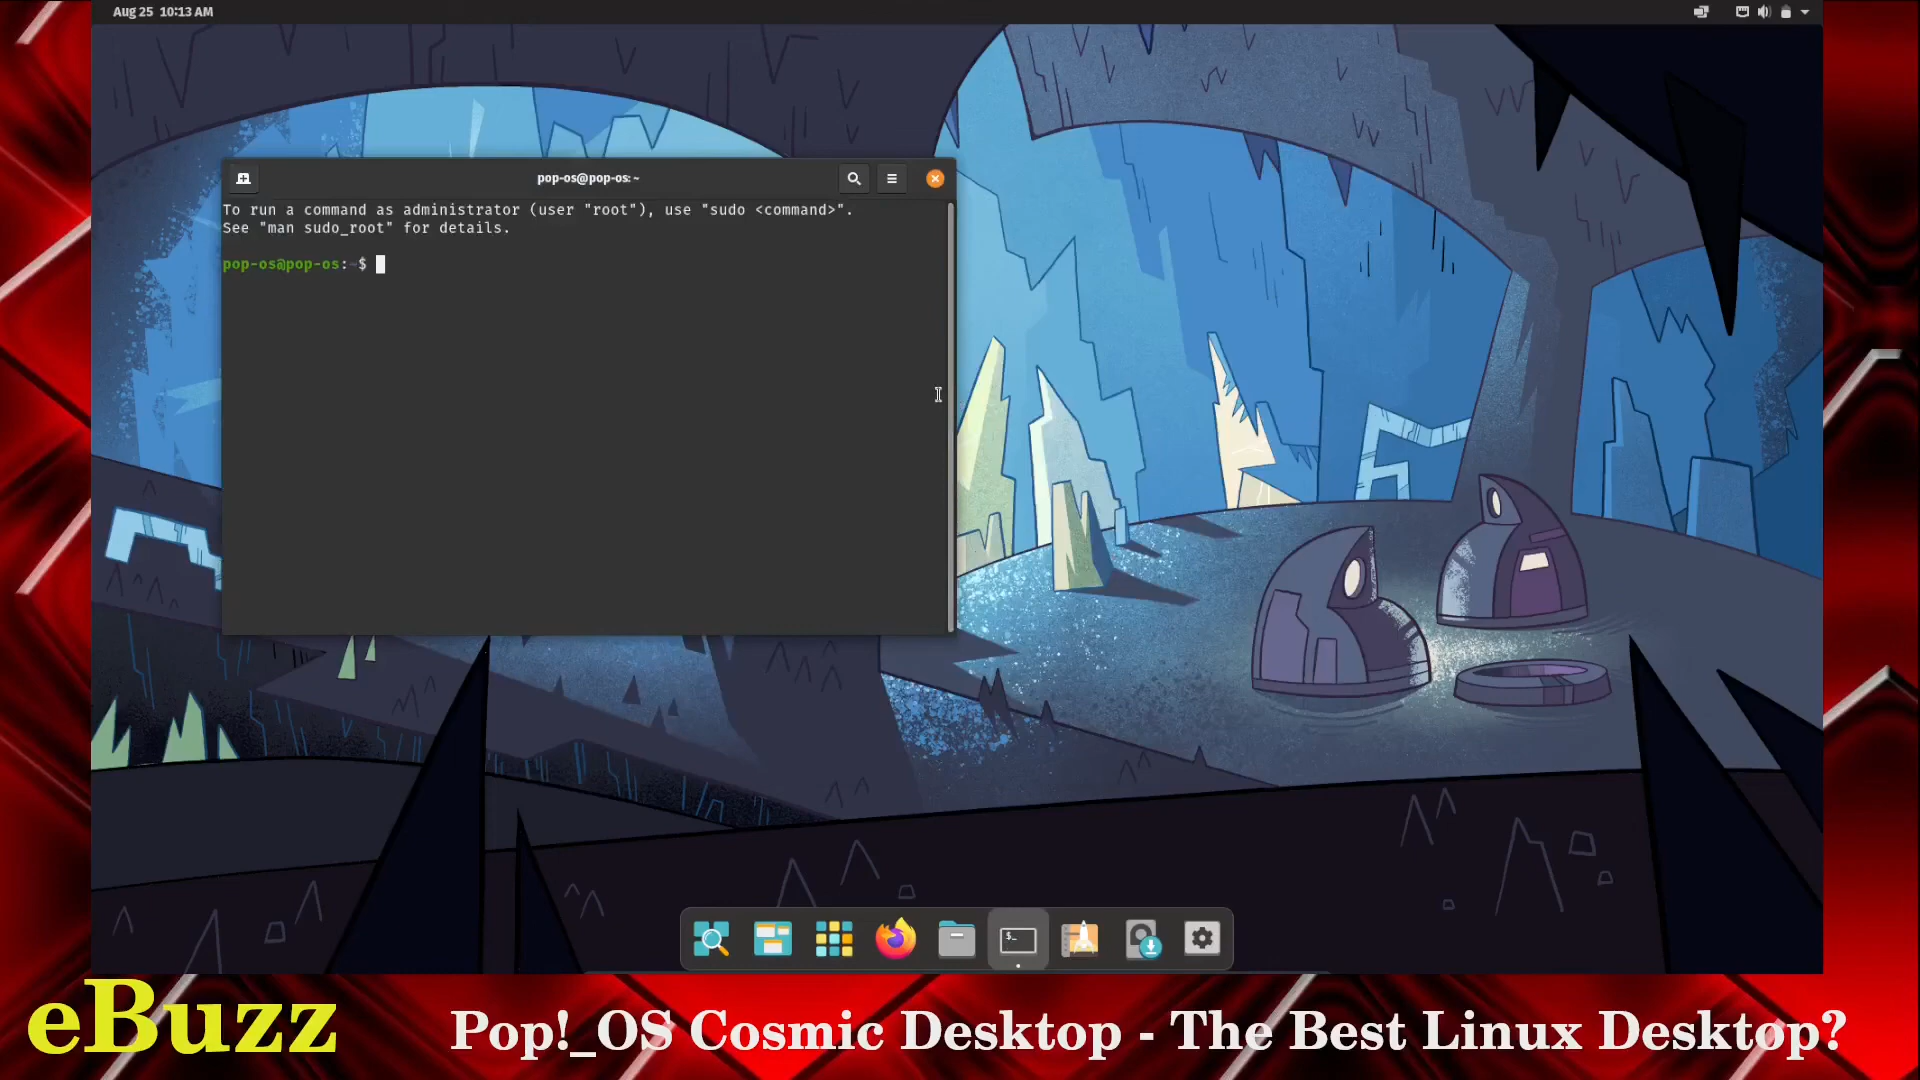 Aug 25 10:13 AM
pop-os@pop-os: ~
To run a command as administrator (user "root"), use "sudo <command>".
See "man sudo_root" for details.
pop-os@pop-os:~$
$_
eBuzz
Pop!_OS Cosmic Desktop - The Best Linux Desktop?